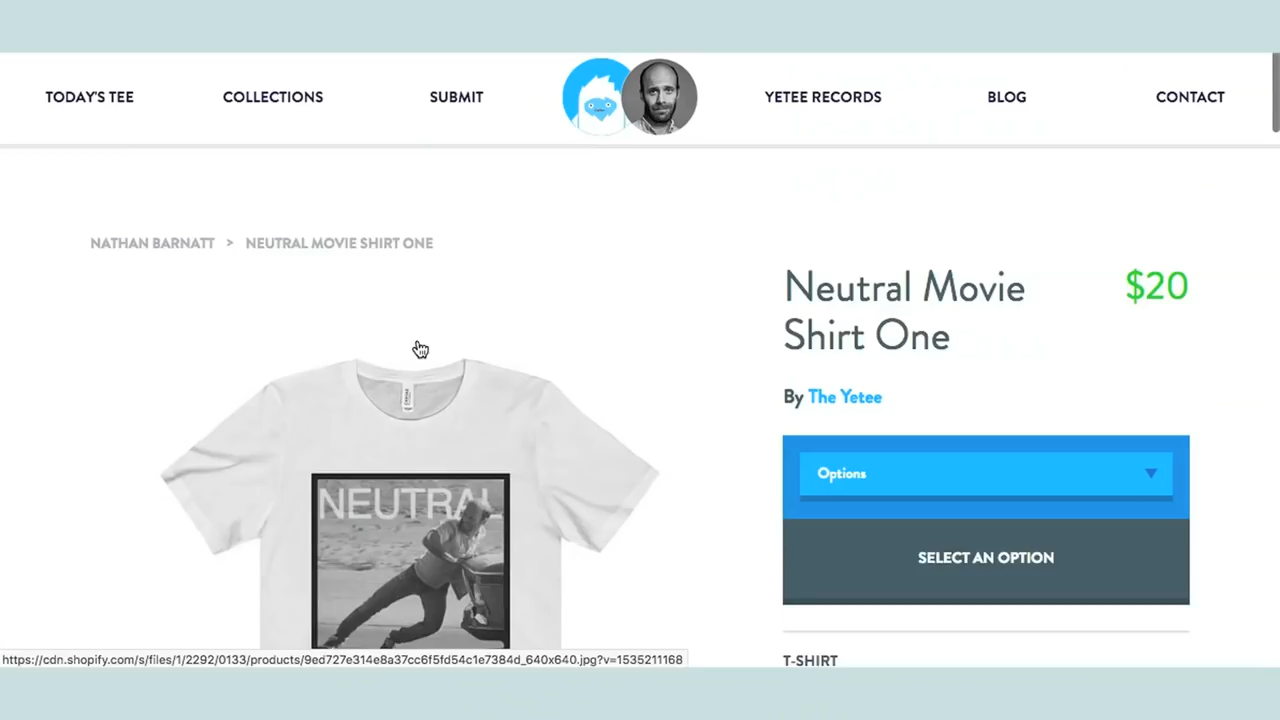 TODAY'S TEE
COLLECTIONS
SUBMIT
YETEE RECORDS
BLOG
CONTACT
NATHAN BARNATT > NEUTRAL MOVIE SHIRT ONE
Neutral Movie
Shirt One
$20
By The Yetee
Options
SELECT AN OPTION
NEUTRAL
T-SHIRT
https://cdn.shopify.com/s/files/1/2292/0133/products/9ed727e314e8a37cc6f5fd54c1e7384d_640x640.jpg?v=1535211168